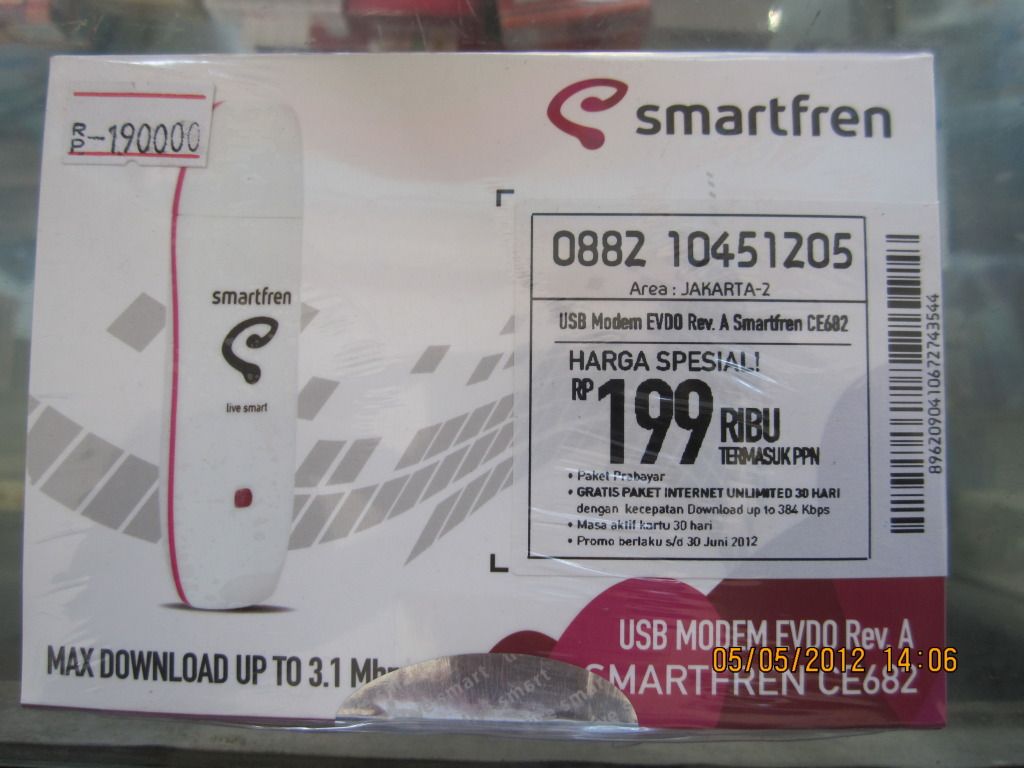 RP-190000
smartfren
0882 10451205
Area : JAKARTA-2
USB Modem EVDO Rev. A Smartfren CE682
HARGA SPESIAL!
RP 199 RIBU
TERMASUK PPN
• Paket Prabayar
• GRATIS PAKET INTERNET UNLIMITED 30 HARI
dengan kecepatan Download up to 384 Kbps
• Masa aktif kartu 30 hari
• Promo berlaku s/d 30 Juni 2012
8962090410672743544
smartfren
live smart
MAX DOWNLOAD UP TO 3.1
smart
smart
USB MODEM EVDO Rev. A
SMARTFREN CE682
05/05/2012 14:06